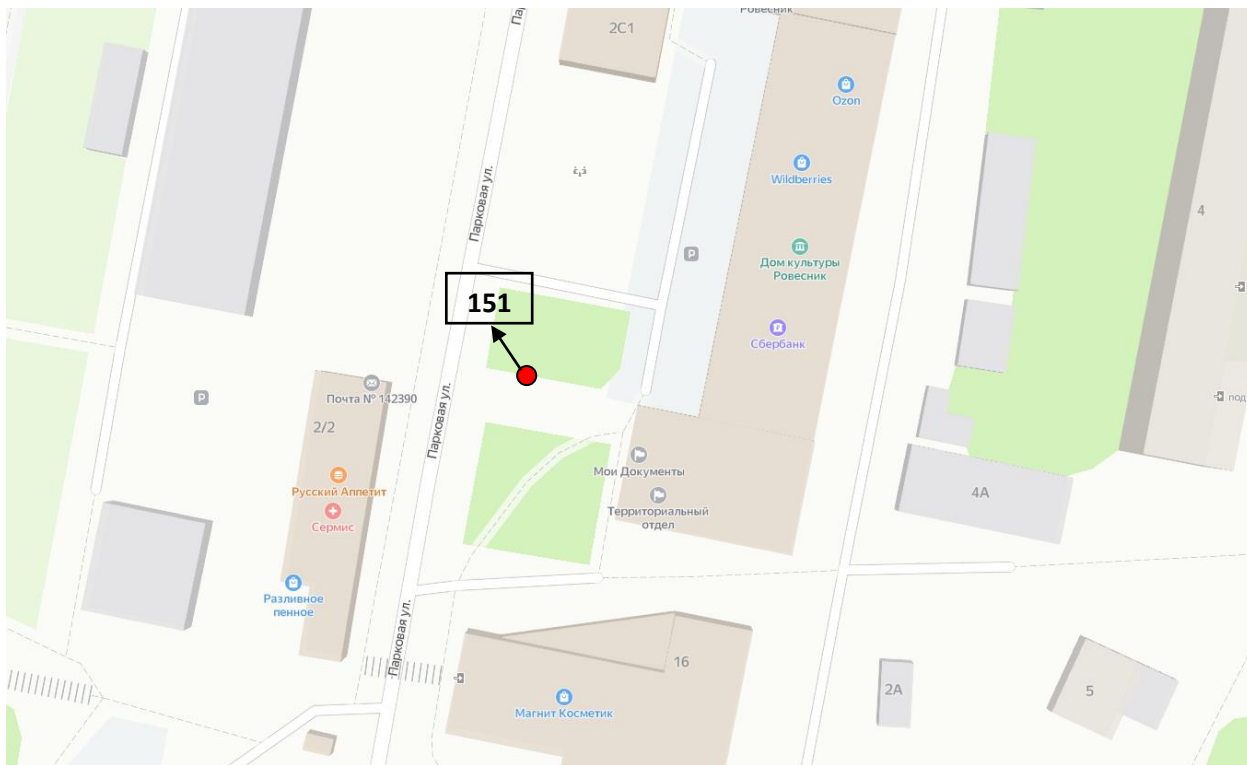 Па
2С1
Ровесник
Ozon
Парковая ул.
Wildberries
4
P
Дом культуры
Ровесник
151
Сбербанк
P
Почта № 142390
Парковая ул.
под
2/2
Мои Документы
Русский Аппетит
4А
Территориальный
отдел
Сермис
Разливное
пенное
Парковая ул.
16
2А
5
Магнит Косметик